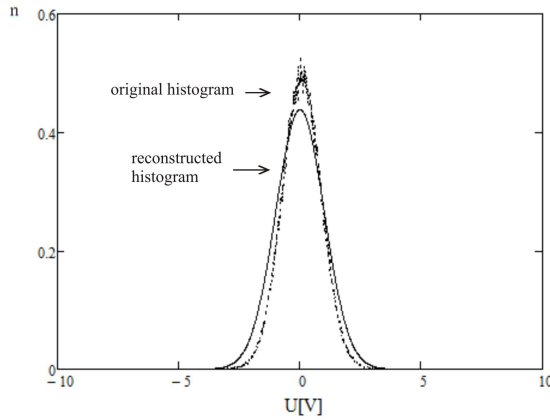 n
0.6
original histogram
0.4
reconstructed
histogram
0.2
0
−10
−5
0
5
10
U[V]